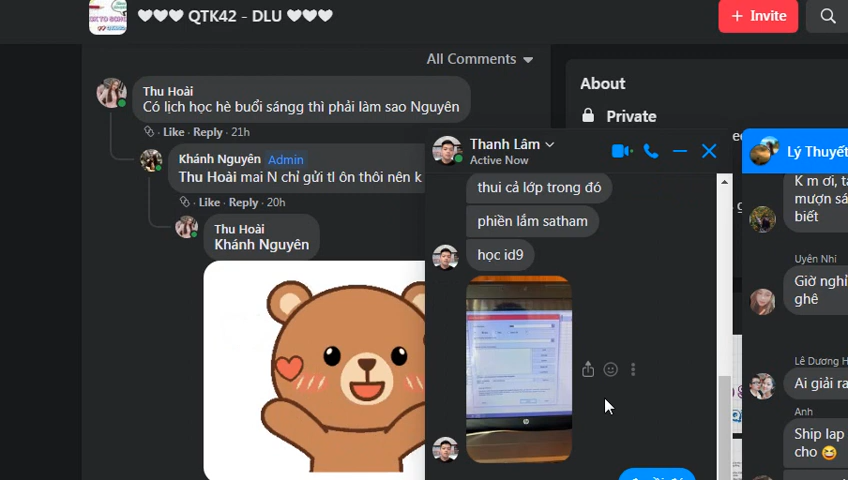 🤍🤍🤍 QTK42 - DLU 🤍🤍🤍
+ Invite
All Comments
Thu Hoài
Có lịch học hè buổi sángg thì phải làm sao Nguyên
Like · Reply · 21h
Khánh Nguyên Admin
Thu Hoài mai N chỉ gửi tl ôn thôi nên k
Like · Reply · 20h
Thu Hoài
Khánh Nguyên
About
Private
Thanh Lâm
Active Now
thui cả lớp trong đó
phiền lắm satham
học id9
Lý Thuyết
K m ơi, ta
mượn sá
biết
Uyên Nhi
Giờ nghỉ
ghê
Lê Dương H
Ai giải ra
Anh
Ship lap
cho 😅